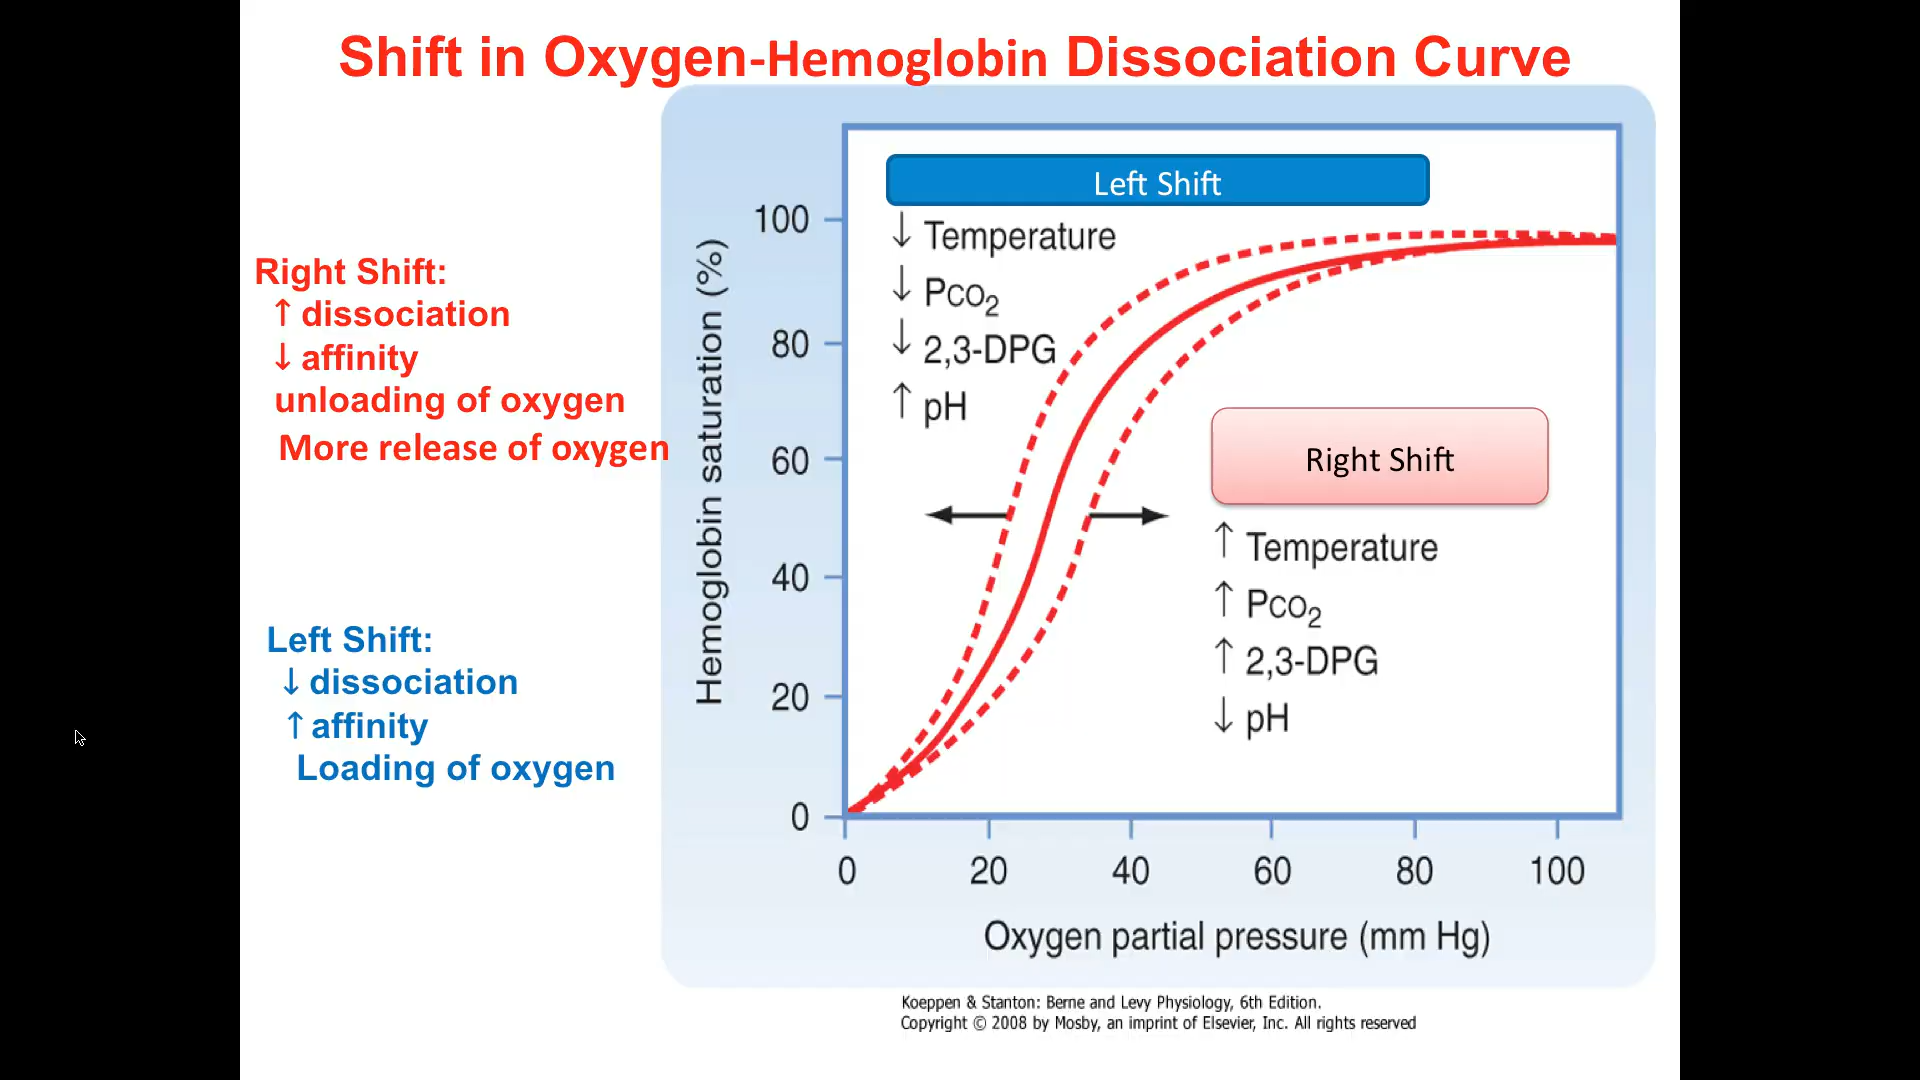 Shift in Oxygen-Hemoglobin Dissociation Curve
Right Shift:
↑ dissociation
↓ affinity
unloading of oxygen
More release of oxygen
Left Shift:
↓ dissociation
↑ affinity
Loading of oxygen
Hemoglobin saturation (%)
100
80
60
40
20
0
Left Shift
↓ Temperature
↓ PCO₂
↓ 2,3-DPG
↑ pH
Right Shift
↑ Temperature
↑ PCO₂
↑ 2,3-DPG
↓ pH
0 20 40 60 80 100
Oxygen partial pressure (mm Hg)
Koeppen & Stanton: Berne and Levy Physiology, 6th Edition.
Copyright © 2008 by Mosby, an imprint of Elsevier, Inc. All rights reserved